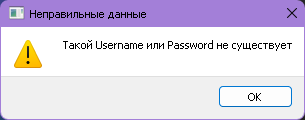 Неправильные данные
Такой Username или Password не существует
OK